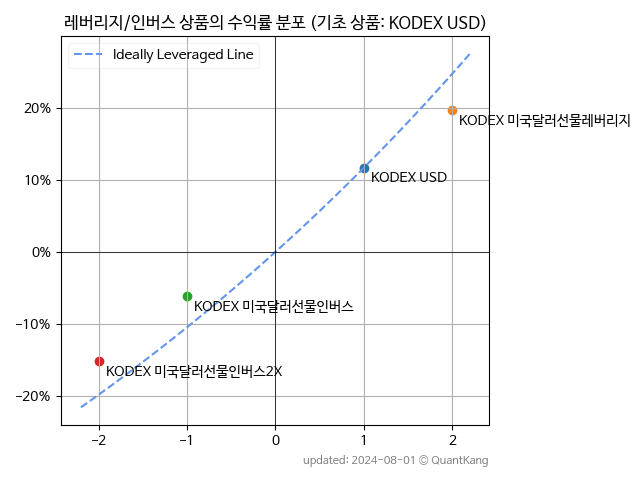 레버리지/인버스 상품의 수익률 분포 (기초 상품: KODEX USD)
Ideally Leveraged Line
20%
KODEX 미국달러선물레버리지
10%
KODEX USD
0%
KODEX 미국달러선물인버스
−10%
KODEX 미국달러선물인버스2X
−20%
−2 −1 0 1 2
updated: 2024-08-01 © QuantKang